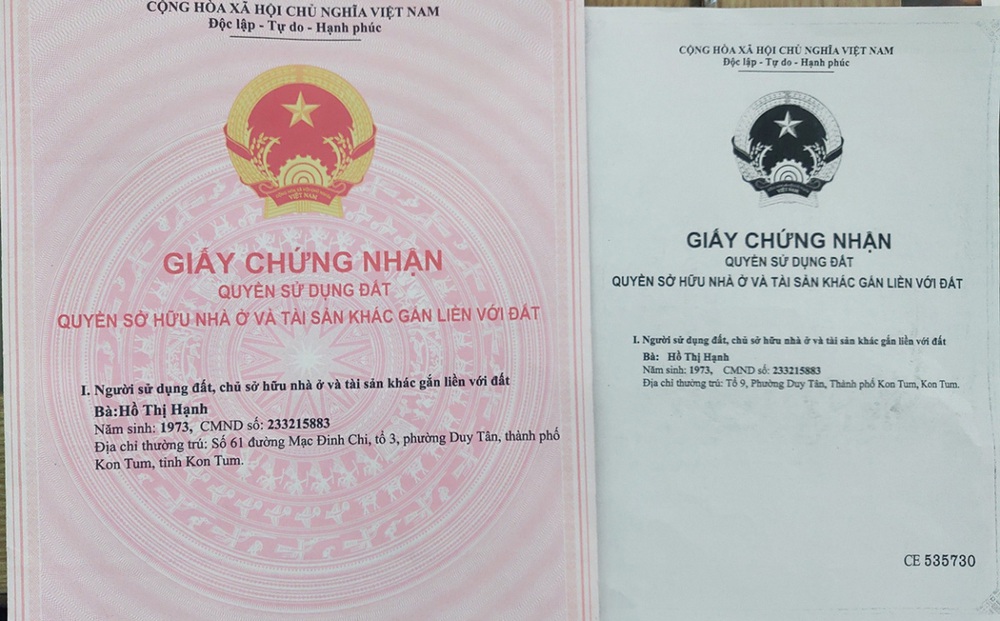 CỘNG HÒA XÃ HỘI CHỦ NGHĨA VIỆT NAM
Độc lập - Tự do - Hạnh phúc
VIỆT NAM
GIẤY CHỨNG NHẬN
QUYỀN SỬ DỤNG ĐẤT
QUYỀN SỞ HỮU NHÀ Ở VÀ TÀI SẢN KHÁC GẮN LIỀN VỚI ĐẤT
I. Người sử dụng đất, chủ sở hữu nhà ở và tài sản khác gắn liền với đất
Bà:Hồ Thị Hạnh
Năm sinh: 1973, CMND số: 233215883
Địa chỉ thường trú: Số 61 đường Mạc Đinh Chi, tổ 3, phường Duy Tân, thành phố
Kon Tum, tỉnh Kon Tum.
CỘNG HÒA XÃ HỘI CHỦ NGHĨA VIỆT NAM
Độc lập - Tự do - Hạnh phúc
GIẤY CHỨNG NHẬN
QUYỀN SỬ DỤNG ĐẤT
QUYỀN SỞ HỮU NHÀ Ở VÀ TÀI SẢN KHÁC GẮN LIỀN VỚI ĐẤT
I. Người sử dụng đất, chủ sở hữu nhà ở và tài sản khác gắn liền với đất
Bà: Hồ Thị Hạnh
Năm sinh: 1973, CMND số: 233215883
Địa chỉ thường trú: Tổ 9, Phường Duy Tân, Thành phố Kon Tum, Kon Tum.
CE 535730